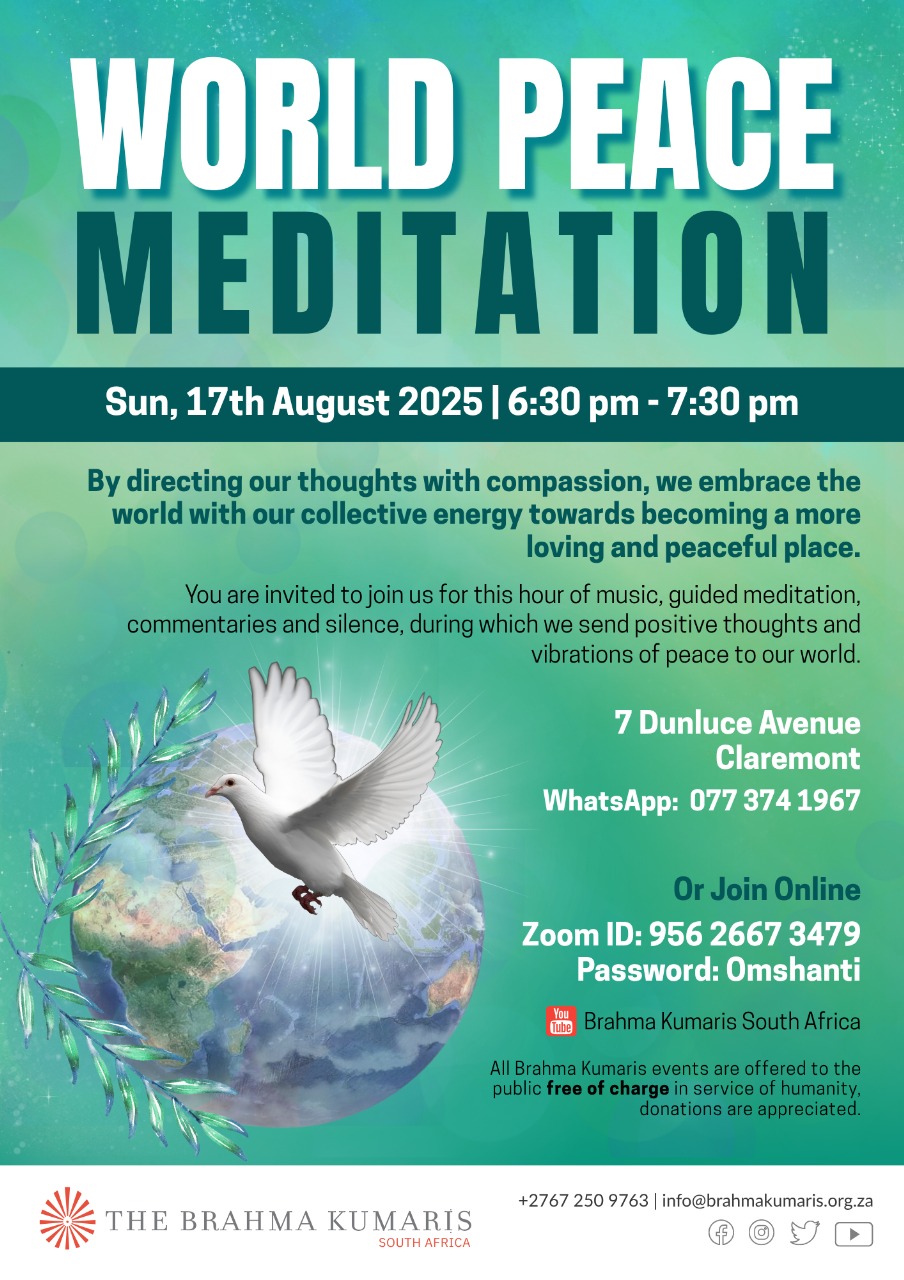 WORLD PEACE
MEDITATION
Sun, 17th August 2025 | 6:30 pm - 7:30 pm
By directing our thoughts with compassion, we embrace the
world with our collective energy towards becoming a more
loving and peaceful place.
You are invited to join us for this hour of music, guided meditation,
commentaries and silence, during which we send positive thoughts and
vibrations of peace to our world.
7 Dunluce Avenue
Claremont
WhatsApp: 077 374 1967
Or Join Online
Zoom ID: 956 2667 3479
Password: Omshanti
You
Tube
Brahma Kumaris South Africa
All Brahma Kumaris events are offered to the
public free of charge in service of humanity,
donations are appreciated.
THE BRAHMA KUMARIS
SOUTH AFRICA
+2767 250 9763 | info@brahmakumaris.org.za